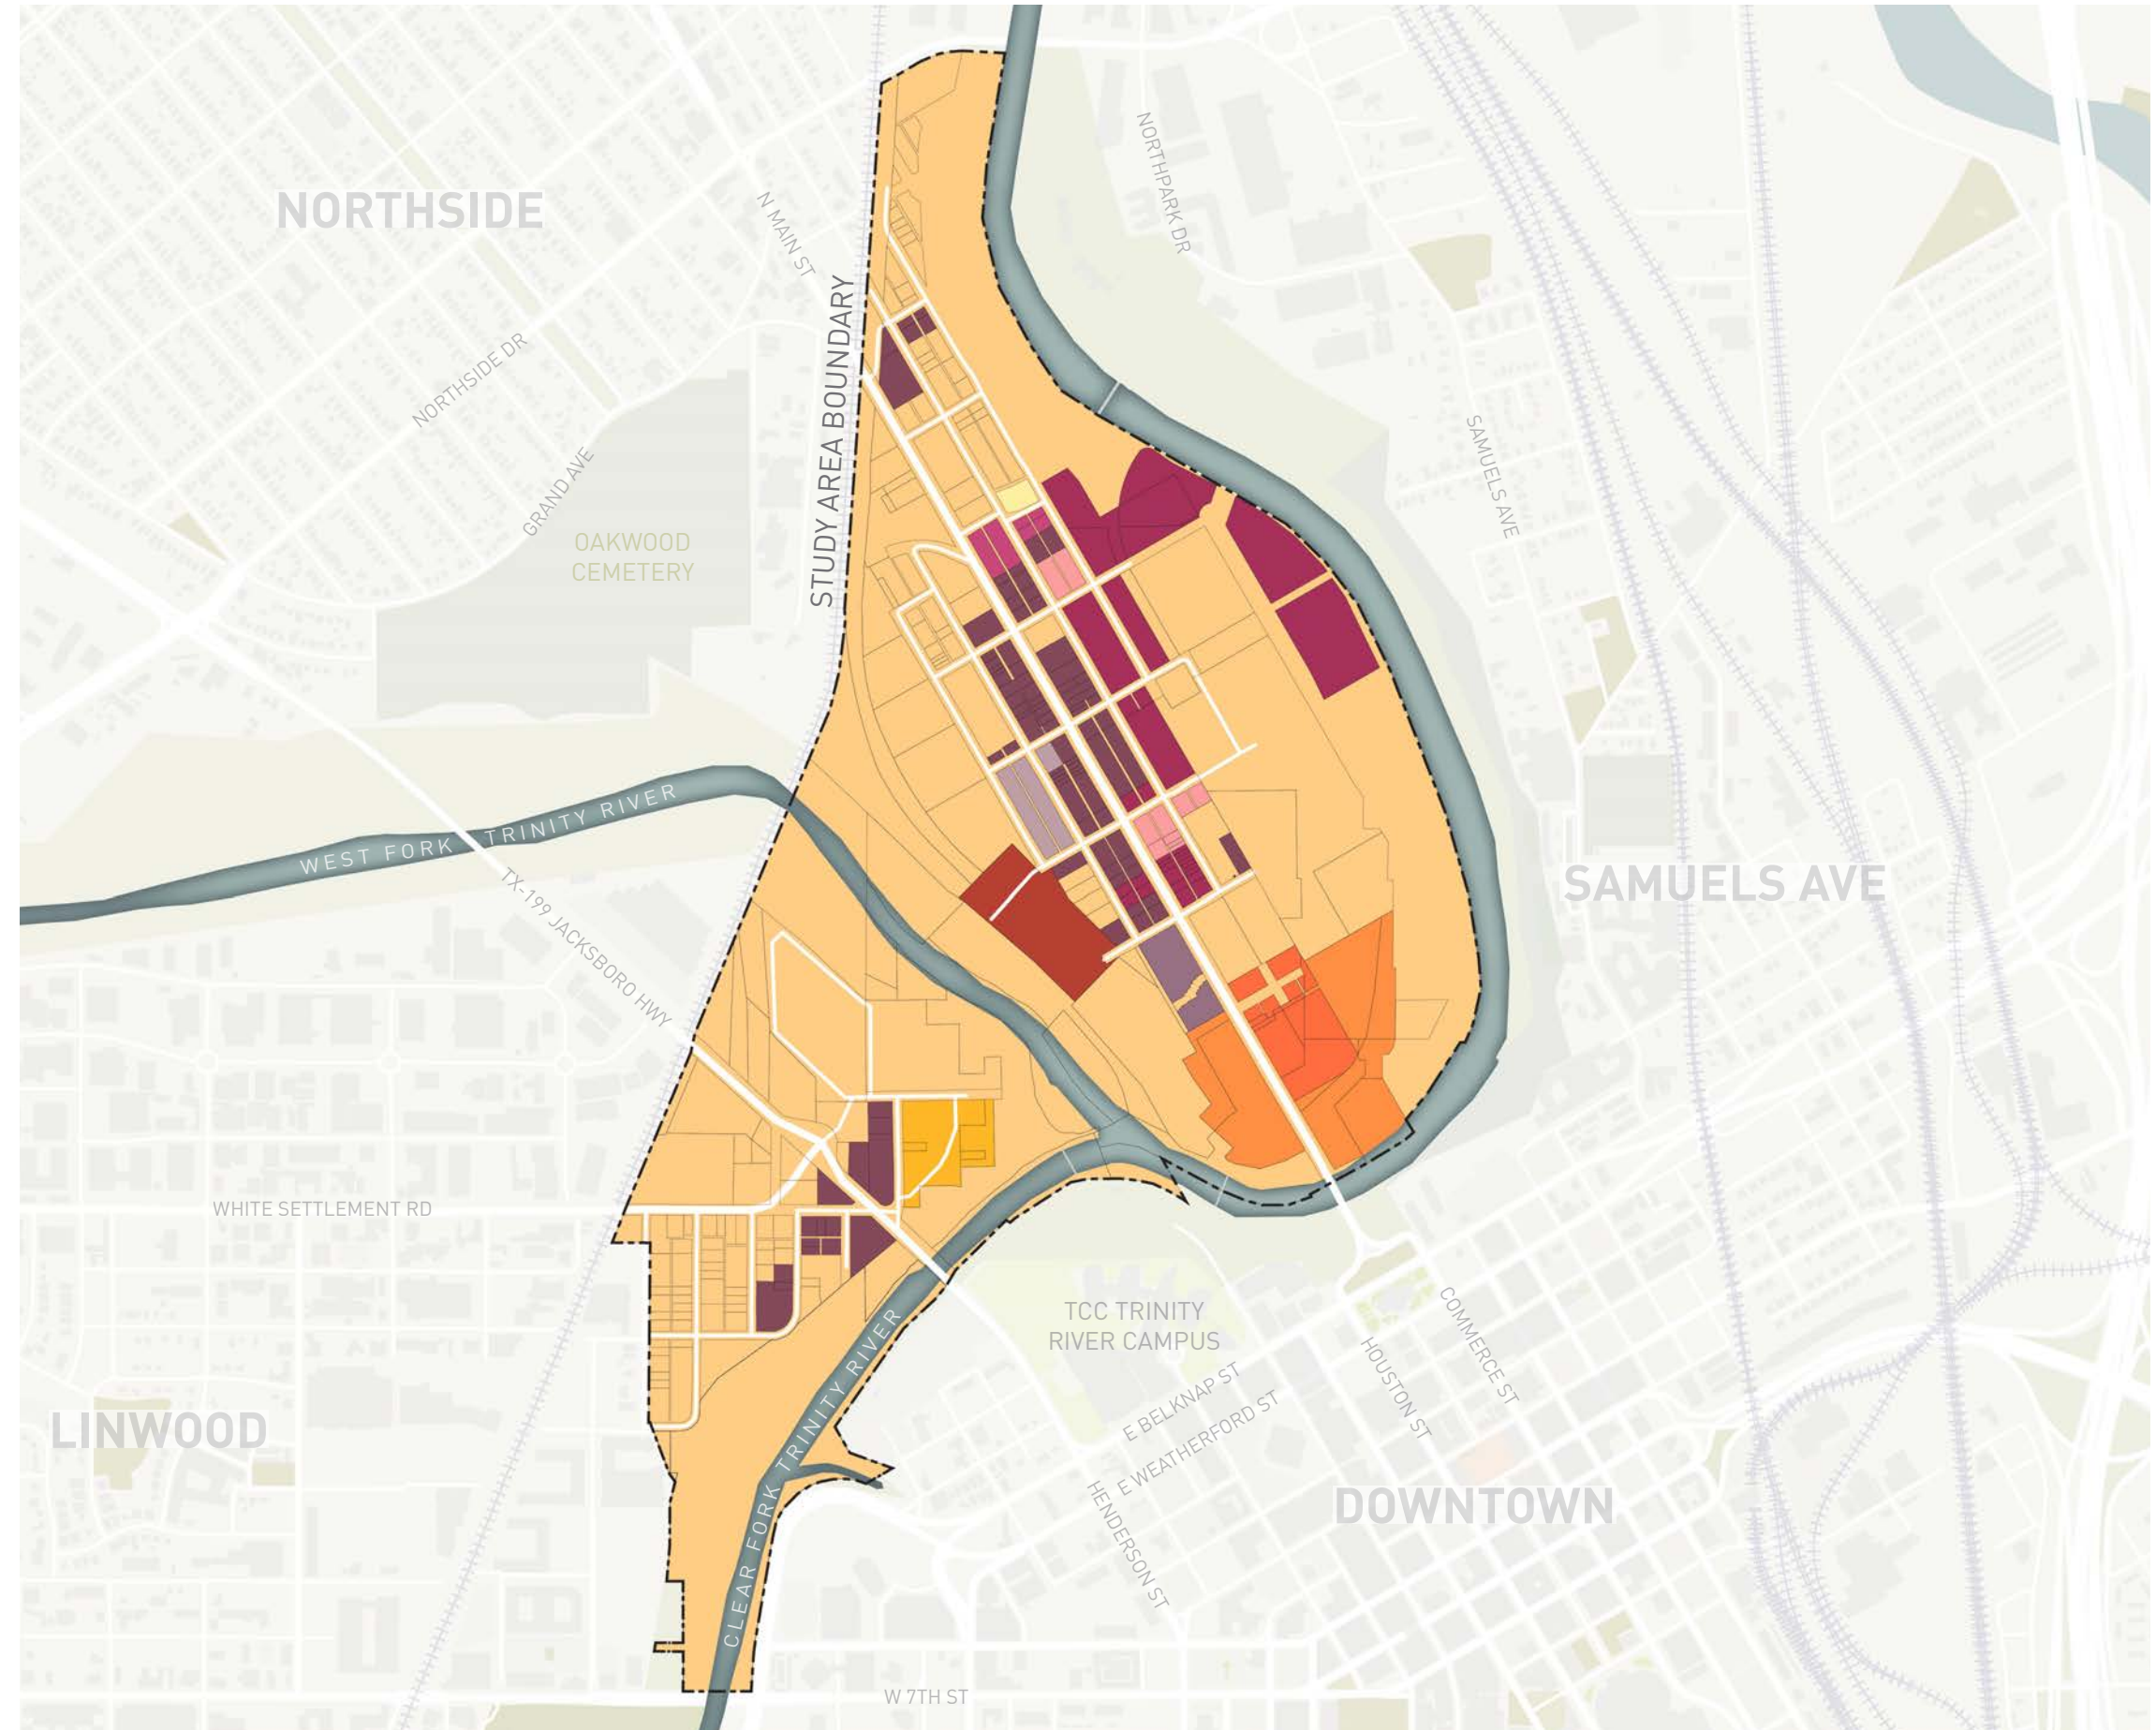 NORTHSIDE
N MAIN ST
NORTHPARK DR
STUDY AREA BOUNDARY
NORTHSIDE DR
GRAND AVE
SAMUELS AVE
OAKWOOD
CEMETERY
WEST FORK TRINITY RIVER
TX-199 JACKSBORO HWY
SAMUELS AVE
WHITE SETTLEMENT RD
TCC TRINITY
RIVER CAMPUS
COMMERCE ST
HOUSTON ST
E BELKNAP ST
E WEATHERFORD ST
LINWOOD
CLEAR FORK TRINITY RIVER
HENDERSON ST
DOWNTOWN
W 7TH ST